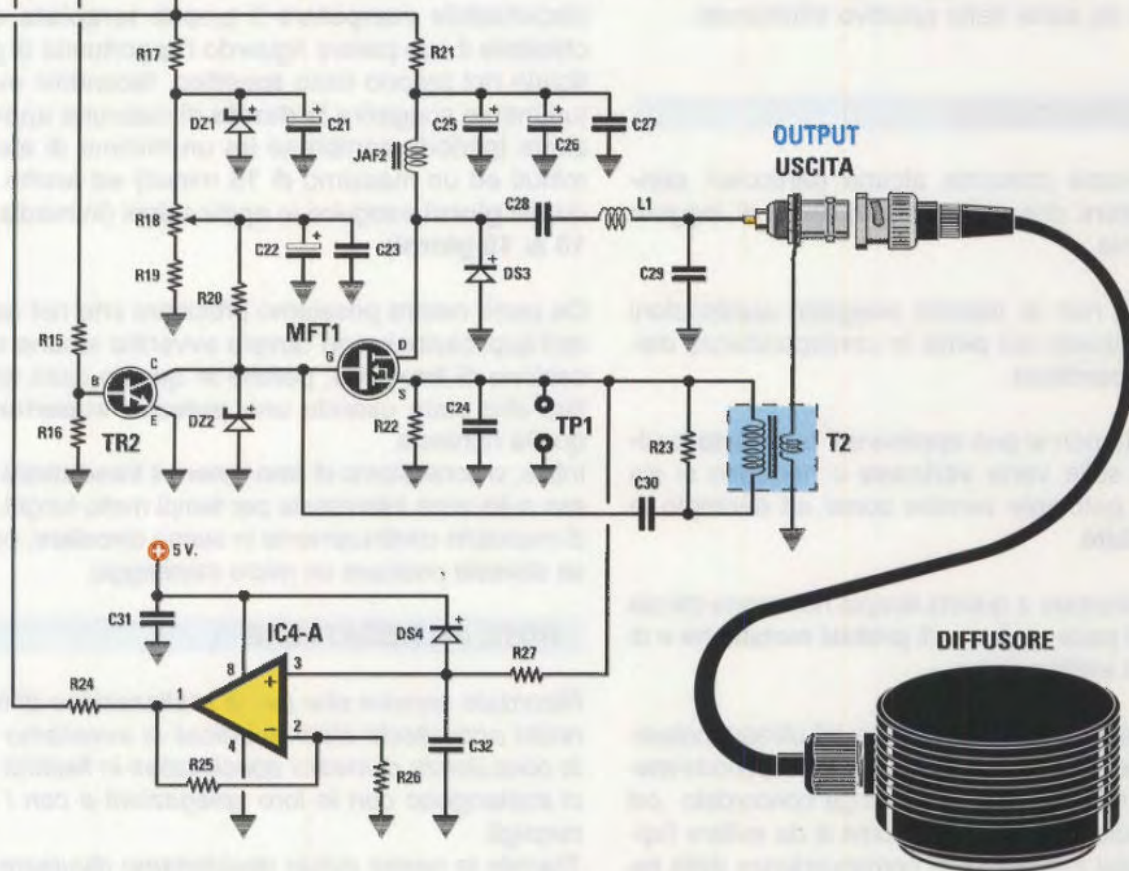 R17
R21
DZ1
C21
C25
C26
C27
JAF2
OUTPUT
USCITA
R18
C28
L1
C22
C23
DS3
C29
R19
R20
MFT1
G
D
S
R15
B
C
E
TR2
R16
DZ2
R22
C24
TP1
R23
T2
C30
5 V.
C31
IC4-A
DS4
R27
DIFFUSORE
R24
8
3
1
2
4
R25
R26
C32